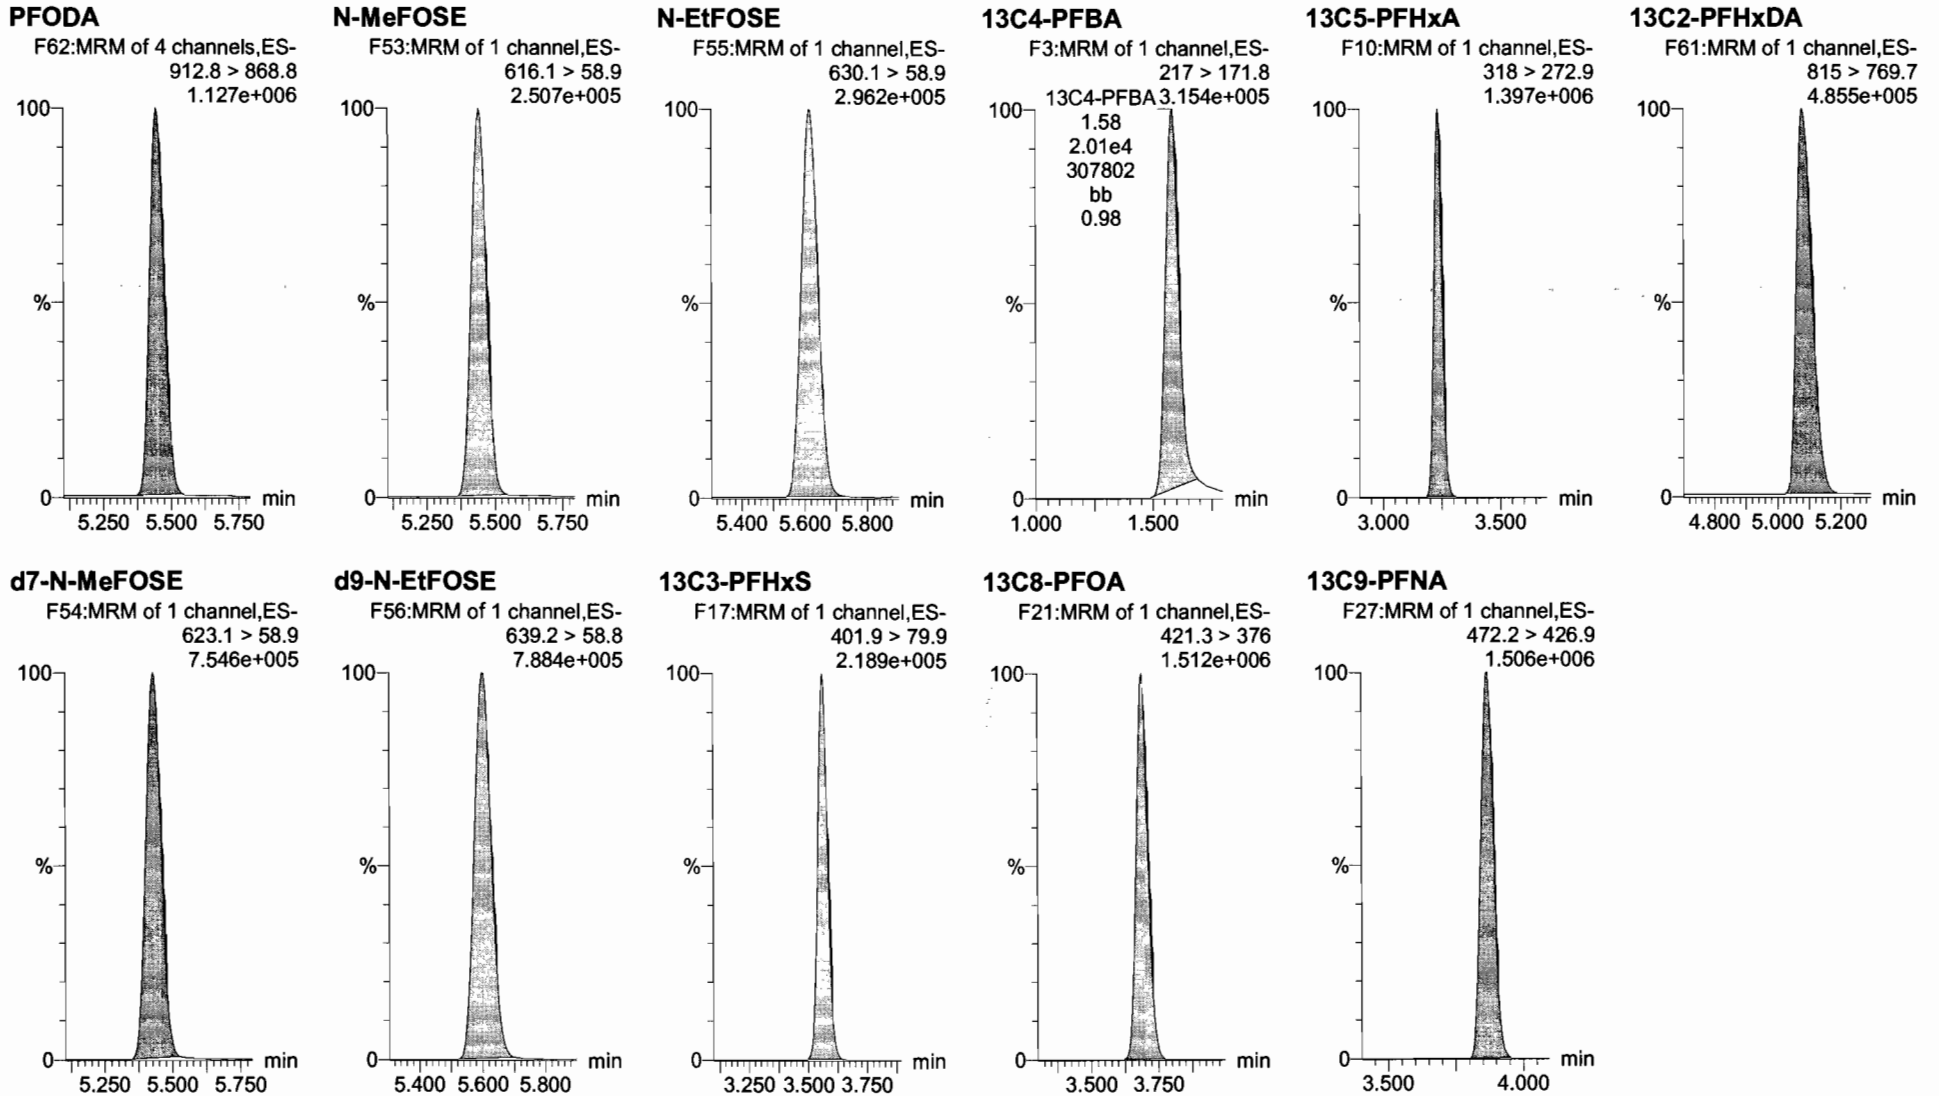 PFODA
F62:MRM of 4 channels,ES-
912.8 > 868.8
1.127e+006
100
%
0
min
5.250 5.500 5.750
N-MeFOSE
F53:MRM of 1 channel,ES-
616.1 > 58.9
2.507e+005
100
%
0
min
5.250 5.500 5.750
N-EtFOSE
F55:MRM of 1 channel,ES-
630.1 > 58.9
2.962e+005
100
%
0
min
5.400 5.600 5.800
13C4-PFBA
F3:MRM of 1 channel,ES-
217 > 171.8
13C4-PFBA 3.154e+005
1.58
2.01e4
307802
bb
0.98
100
%
0
min
1.000 1.500
13C5-PFHxA
F10:MRM of 1 channel,ES-
318 > 272.9
1.397e+006
100
%
0
min
3.000 3.500
13C2-PFHxDA
F61:MRM of 1 channel,ES-
815 > 769.7
4.855e+005
100
%
0
min
4.800 5.000 5.200
d7-N-MeFOSE
F54:MRM of 1 channel,ES-
623.1 > 58.9
7.546e+005
100
%
0
min
5.250 5.500 5.750
d9-N-EtFOSE
F56:MRM of 1 channel,ES-
639.2 > 58.8
7.884e+005
100
%
0
min
5.400 5.600 5.800
13C3-PFHxS
F17:MRM of 1 channel,ES-
401.9 > 79.9
2.189e+005
100
%
0
min
3.250 3.500 3.750
13C8-PFOA
F21:MRM of 1 channel,ES-
421.3 > 376
1.512e+006
100
%
0
min
3.500 3.750
13C9-PFNA
F27:MRM of 1 channel,ES-
472.2 > 426.9
1.506e+006
100
%
0
min
3.500 4.000